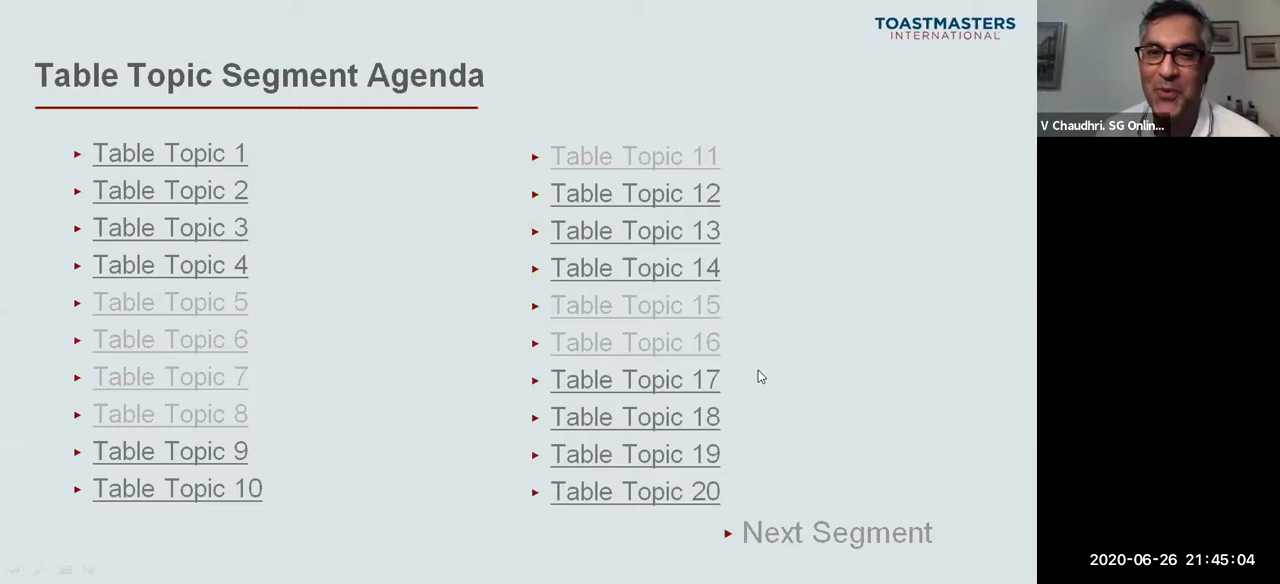 TOASTMASTERS
INTERNATIONAL
Table Topic Segment Agenda
Table Topic 1
Table Topic 2
Table Topic 3
Table Topic 4
Table Topic 5
Table Topic 6
Table Topic 7
Table Topic 8
Table Topic 9
Table Topic 10
Table Topic 11
Table Topic 12
Table Topic 13
Table Topic 14
Table Topic 15
Table Topic 16
Table Topic 17
Table Topic 18
Table Topic 19
Table Topic 20
Next Segment
V Chaudhri. SG Onlin...
2020-06-26 21:45:04